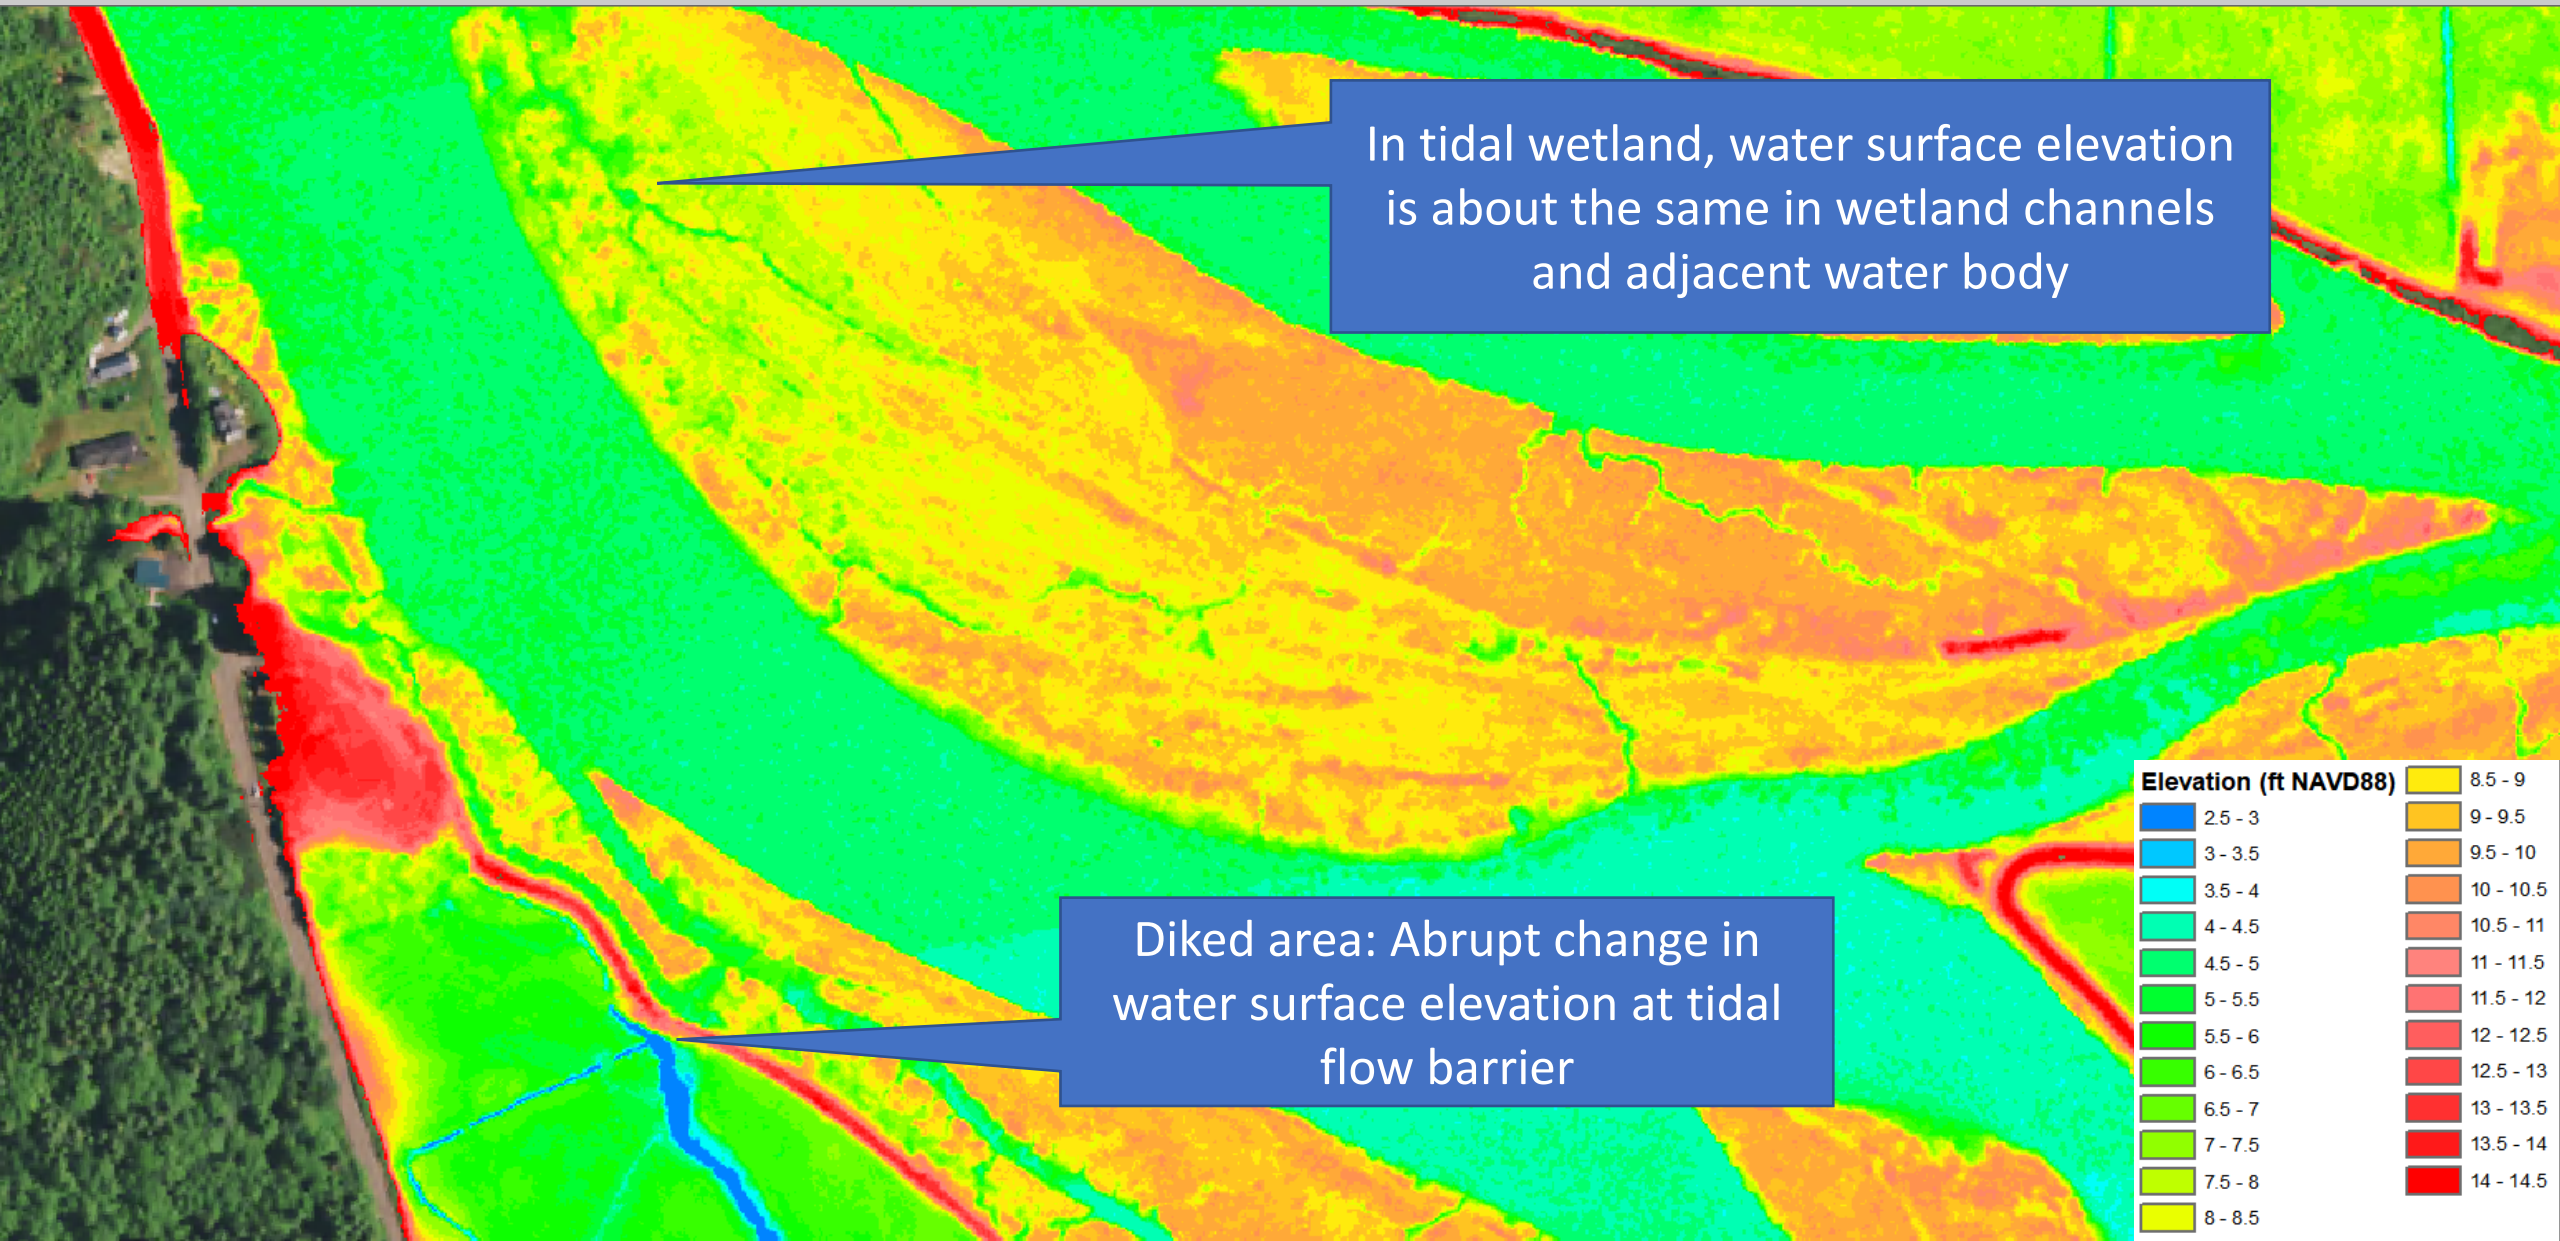 In tidal wetland, water surface elevation
is about the same in wetland channels
and adjacent water body
Diked area: Abrupt change in
water surface elevation at tidal
flow barrier
Elevation (ft NAVD88)
2.5 - 3
3 - 3.5
3.5 - 4
4 - 4.5
4.5 - 5
5 - 5.5
5.5 - 6
6 - 6.5
6.5 - 7
7 - 7.5
7.5 - 8
8 - 8.5
8.5 - 9
9 - 9.5
9.5 - 10
10 - 10.5
10.5 - 11
11 - 11.5
11.5 - 12
12 - 12.5
12.5 - 13
13 - 13.5
13.5 - 14
14 - 14.5